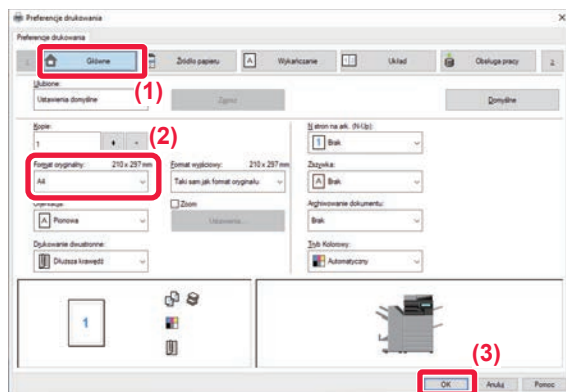 Preferencje drukowania
Preferencje drukowania
Główne
Źródło papieru
Wykańczanie
Układ
Obsługa pracy
(1)
Ulubione:
Ustawienia domyślne
Zapisz
Domyślne
Kopie:
1
(2)
N stron na ark. (N-Up):
Brak
Format oryginalny:
210 x 297 mm
A4
Format wyjściowy:
210 x 297 mm
Taki sam jak format oryginału
Zszywka:
Brak
Orientacja:
Pionowa
Zoom
Ustawienia...
Archiwowanie dokumentu:
Brak
Drukowanie dwustronne:
Dłuższa krawędź
Tryb Kolorowy:
Automatyczny
1
(3)
OK
Anuluj
Pomoc